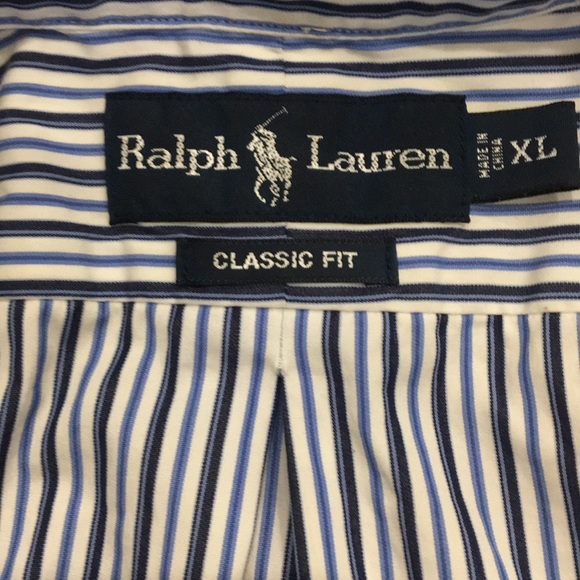 Ralph Lauren
MADE IN
CHINA
XL
CLASSIC FIT